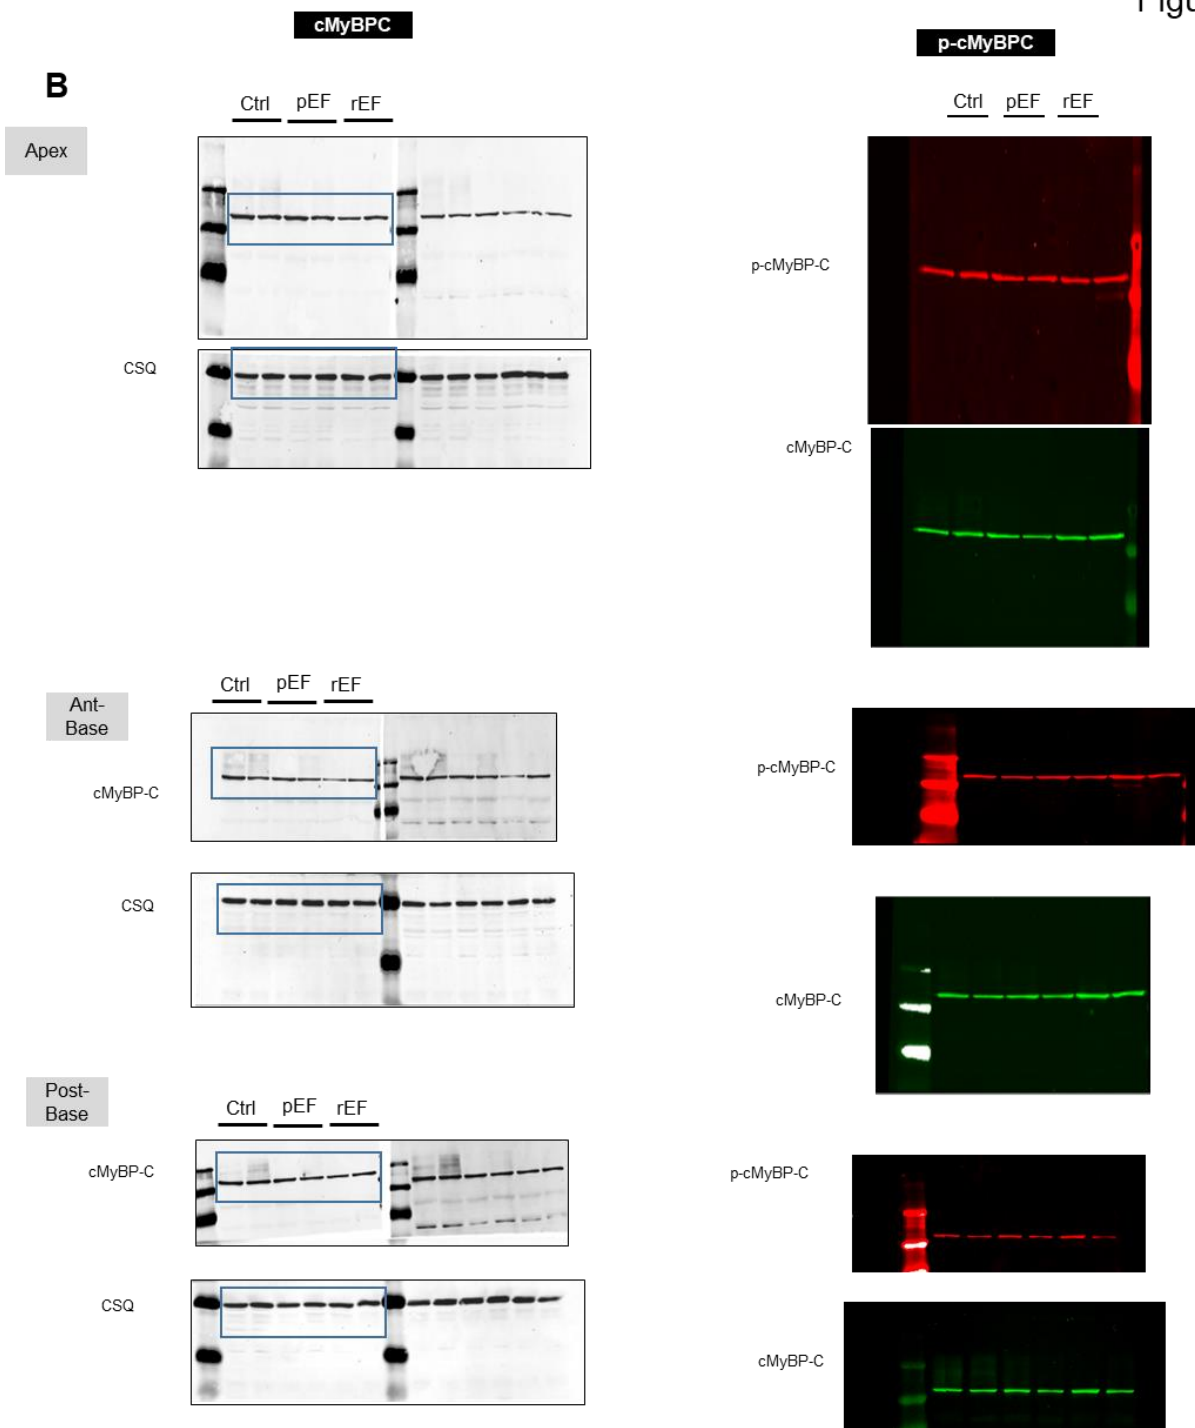 Figu
cMyBPC
p-cMyBPC
B
Ctrl pEF rEF
Ctrl pEF rEF
Apex
p-cMyBP-C
CSQ
cMyBP-C
Ctrl pEF rEF
Ant-
Base
p-cMyBP-C
cMyBP-C
CSQ
cMyBP-C
Post-
Base
Ctrl pEF rEF
cMyBP-C
p-cMyBP-C
CSQ
cMyBP-C